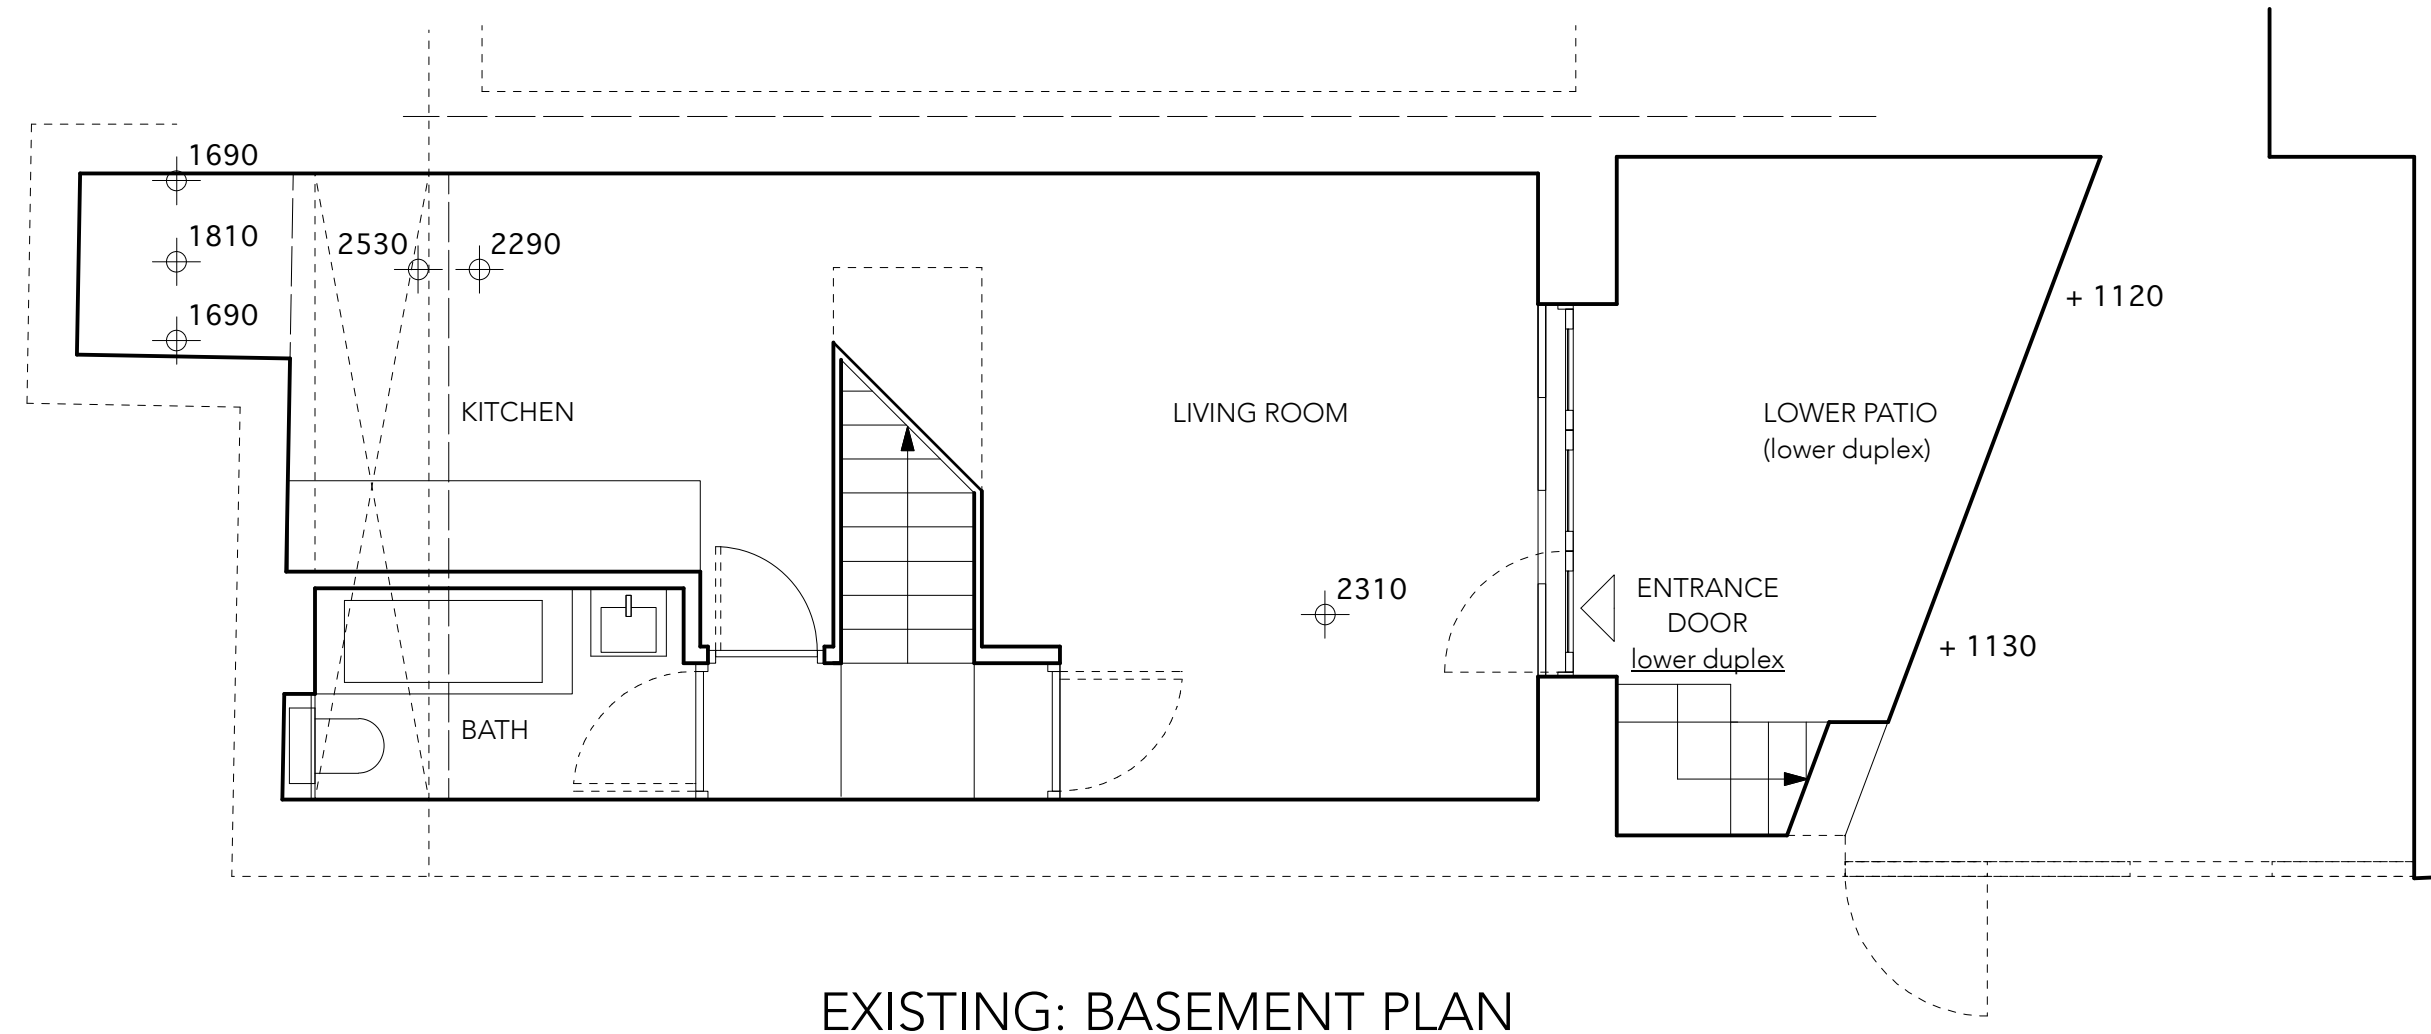 1690
1810
2530
2290
+ 1120
1690
KITCHEN
LIVING ROOM
LOWER PATIO
(lower duplex)
2310
ENTRANCE
DOOR
lower duplex
+ 1130
BATH
EXISTING: BASEMENT PLAN